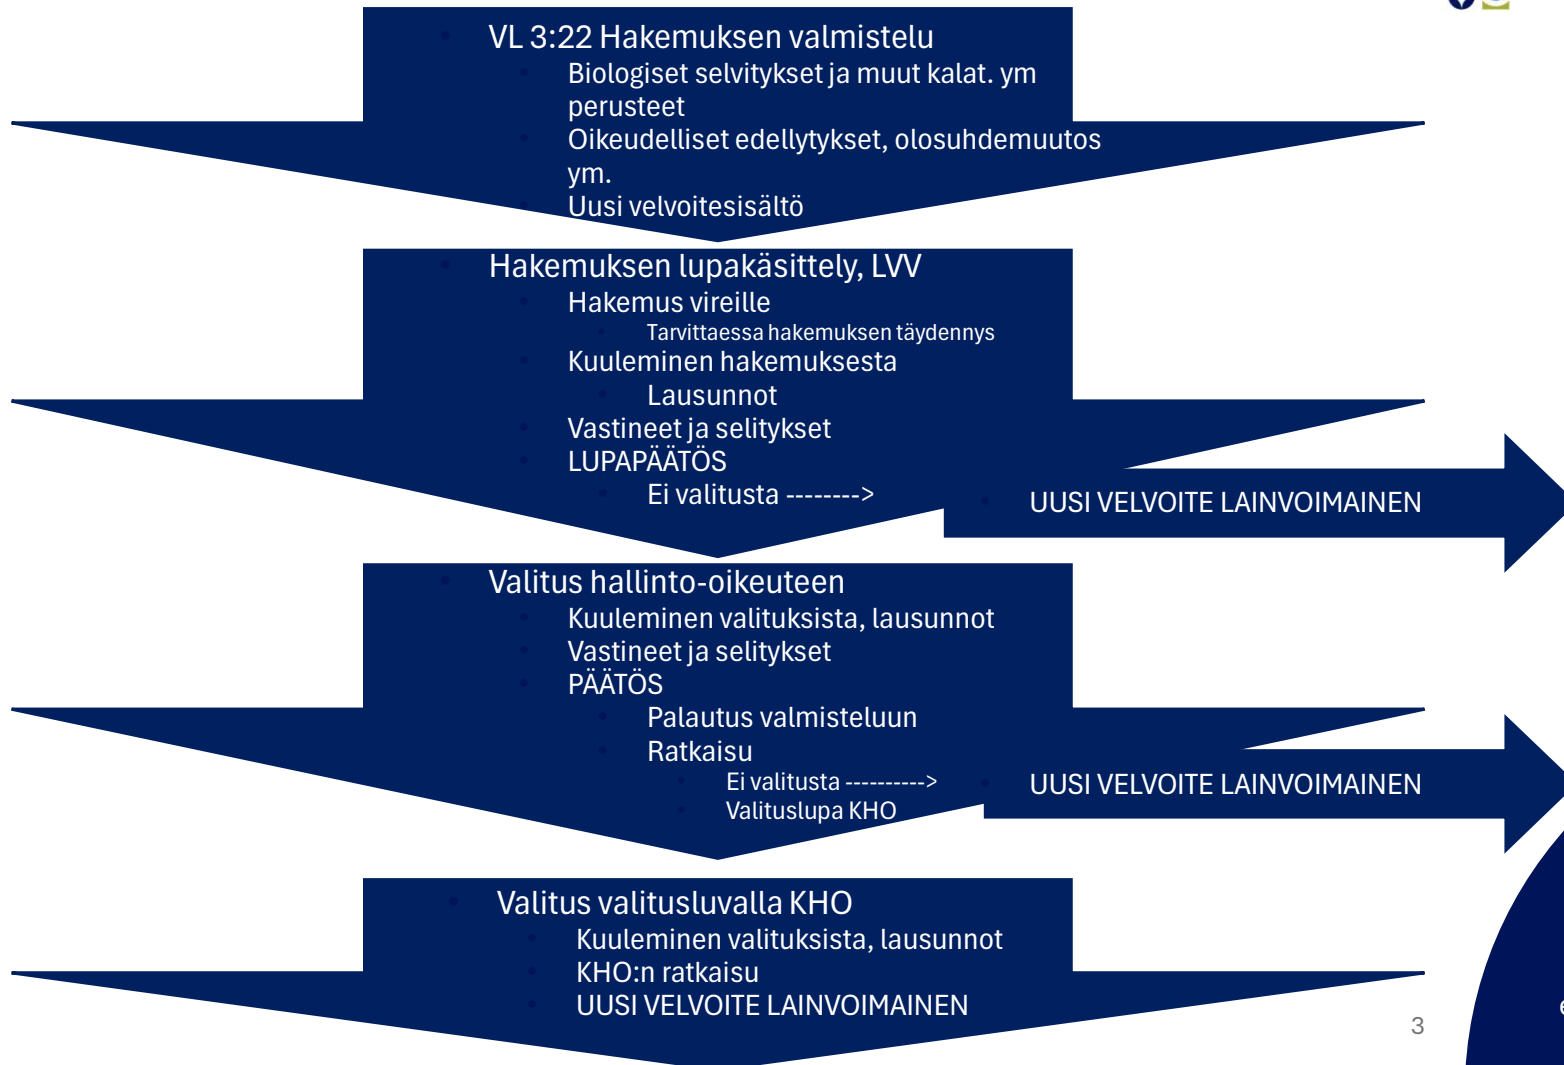 VL 3:22 Hakemuksen valmistelu
Biologiset selvitykset ja muut kalat. ym
perusteet
Oikeudelliset edellytykset, olosuhdemuutos
ym.
Uusi velvoitesisältö
Hakemuksen lupakäsittely, LVV
Hakemus vireille
Tarvittaessa hakemuksen täydennys
Kuuleminen hakemuksesta
Lausunnot
Vastineet ja selitykset
LUPAPÄÄTÖS
Ei valitusta -------->
UUSI VELVOITE LAINVOIMAINEN
Valitus hallinto-oikeuteen
Kuuleminen valituksista, lausunnot
Vastineet ja selitykset
PÄÄTÖS
Palautus valmisteluun
Ratkaisu
Ei valitusta ---------->
UUSI VELVOITE LAINVOIMAINEN
Valituslupa KHO
Valitus valitusluvalla KHO
Kuuleminen valituksista, lausunnot
KHO:n ratkaisu
UUSI VELVOITE LAINVOIMAINEN
3